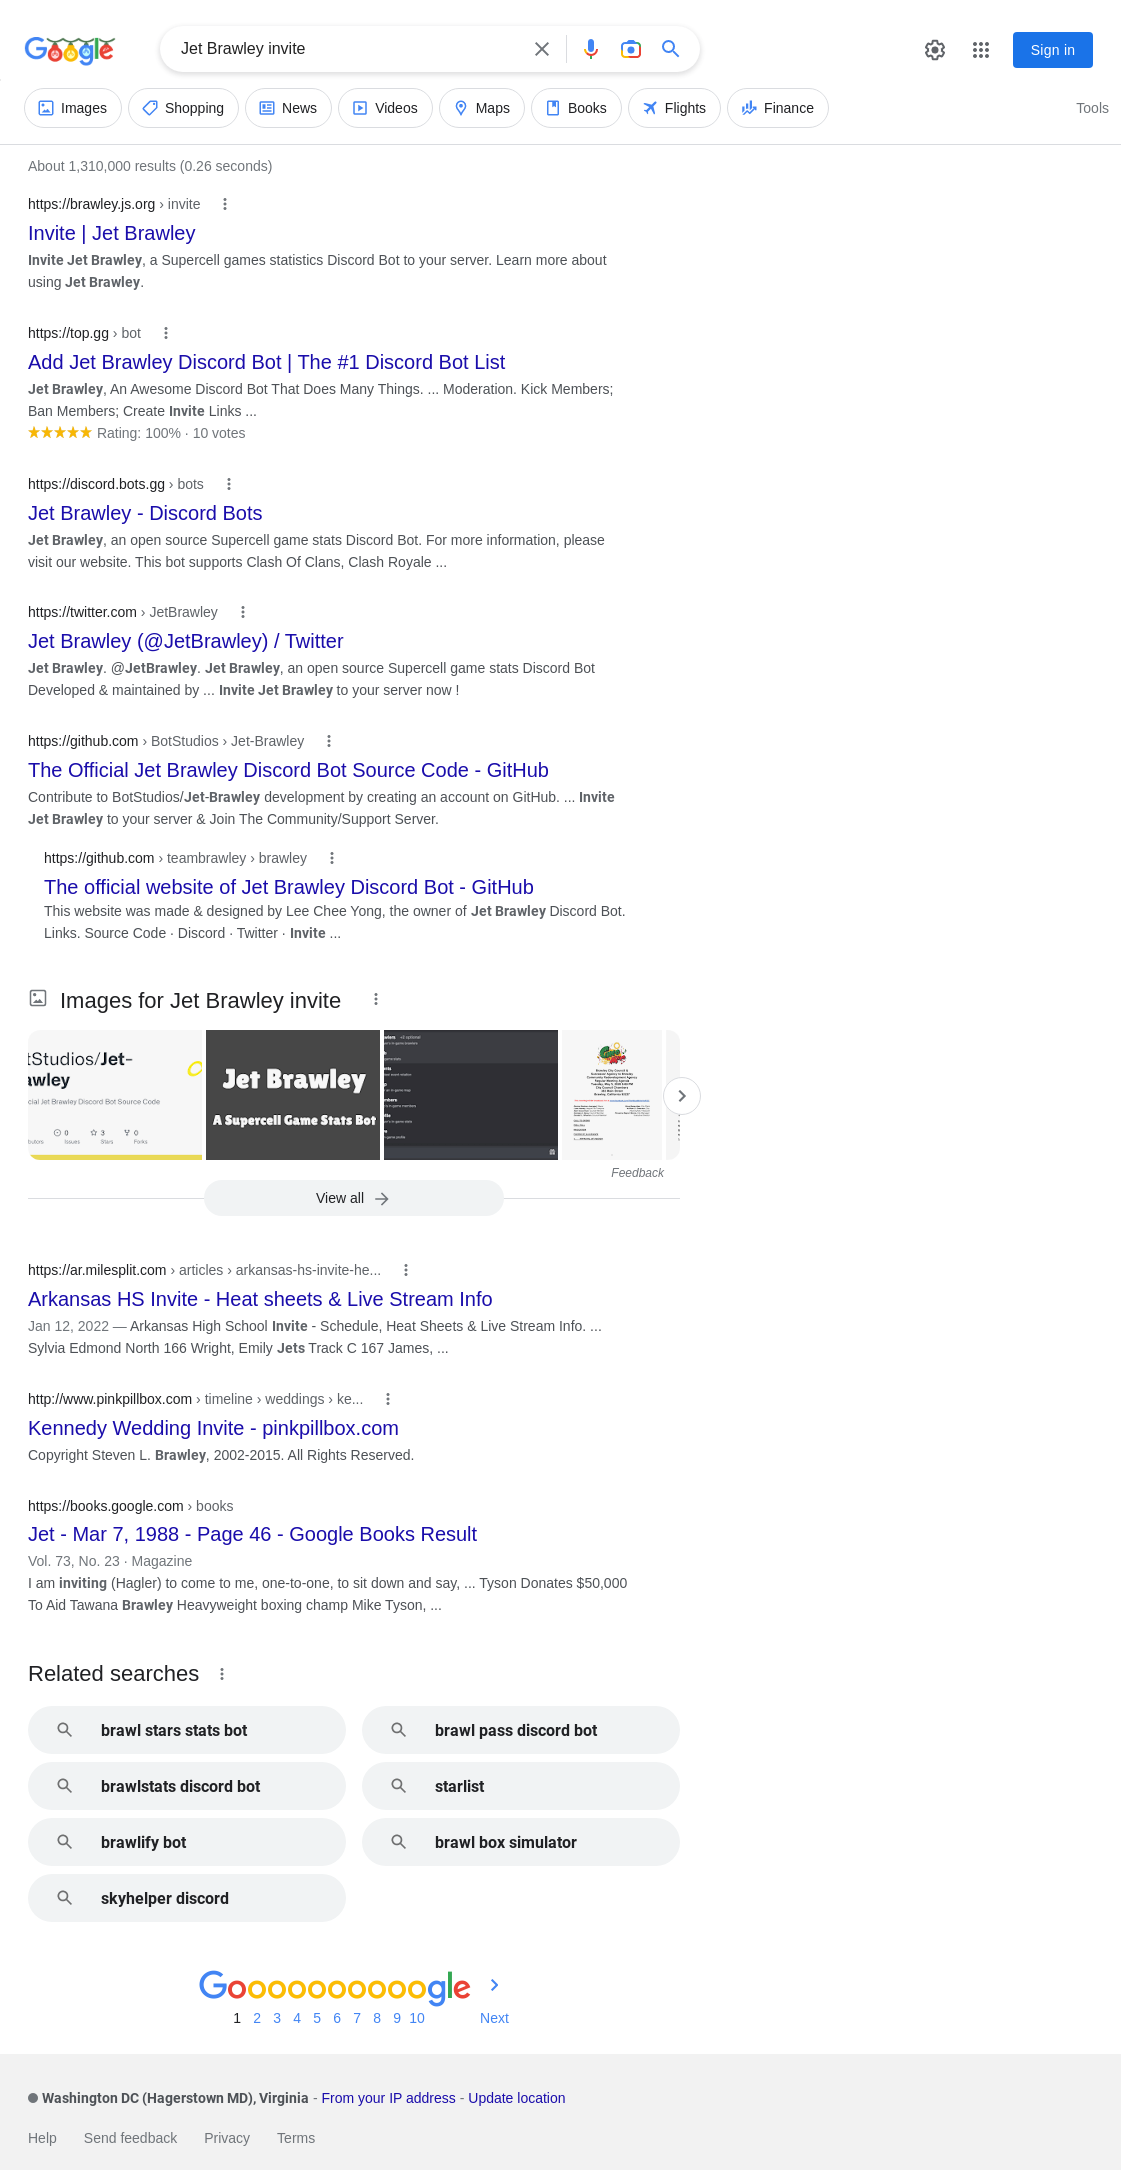 Google
Jet Brawley invite
Sign in
Images
Shopping
News
Videos
Maps
Books
Flights
Finance
Tools
About 1,310,000 results (0.26 seconds)
https://brawley.js.org › invite
Invite | Jet Brawley
Invite Jet Brawley, a Supercell games statistics Discord Bot to your server. Learn more about
using Jet Brawley.
https://top.gg › bot
Add Jet Brawley Discord Bot | The #1 Discord Bot List
Jet Brawley, An Awesome Discord Bot That Does Many Things. ... Moderation. Kick Members;
Ban Members; Create Invite Links ...
Rating: 100% · 10 votes
https://discord.bots.gg › bots
Jet Brawley - Discord Bots
Jet Brawley, an open source Supercell game stats Discord Bot. For more information, please
visit our website. This bot supports Clash Of Clans, Clash Royale ...
https://twitter.com › JetBrawley
Jet Brawley (@JetBrawley) / Twitter
Jet Brawley. @JetBrawley. Jet Brawley, an open source Supercell game stats Discord Bot
Developed & maintained by ... Invite Jet Brawley to your server now !
https://github.com › BotStudios › Jet-Brawley
The Official Jet Brawley Discord Bot Source Code - GitHub
Contribute to BotStudios/Jet-Brawley development by creating an account on GitHub. ... Invite
Jet Brawley to your server & Join The Community/Support Server.
https://github.com › teambrawley › brawley
The official website of Jet Brawley Discord Bot - GitHub
This website was made & designed by Lee Chee Yong, the owner of Jet Brawley Discord Bot.
Links. Source Code · Discord · Twitter · Invite ...
Images for Jet Brawley invite
tStudios/Jet-
awley
cial Jet Brawley Discord Bot Source Code
0
3
0
Issues
Stars
Forks
Jet Brawley
A Supercell Game Stats Bot
Feedback
View all
https://ar.milesplit.com › articles › arkansas-hs-invite-he...
Arkansas HS Invite - Heat sheets & Live Stream Info
Jan 12, 2022 — Arkansas High School Invite - Schedule, Heat Sheets & Live Stream Info. ...
Sylvia Edmond North 166 Wright, Emily Jets Track C 167 James, ...
http://www.pinkpillbox.com › timeline › weddings › ke...
Kennedy Wedding Invite - pinkpillbox.com
Copyright Steven L. Brawley, 2002-2015. All Rights Reserved.
https://books.google.com › books
Jet - Mar 7, 1988 - Page 46 - Google Books Result
Vol. 73, No. 23 · Magazine
I am inviting (Hagler) to come to me, one-to-one, to sit down and say, ... Tyson Donates $50,000
To Aid Tawana Brawley Heavyweight boxing champ Mike Tyson, ...
Related searches
brawl stars stats bot
brawl pass discord bot
brawlstats discord bot
starlist
brawlify bot
brawl box simulator
skyhelper discord
Goooooooooogle
1 2 3 4 5 6 7 8 9 10 Next
Washington DC (Hagerstown MD), Virginia - From your IP address - Update location
Help Send feedback Privacy Terms